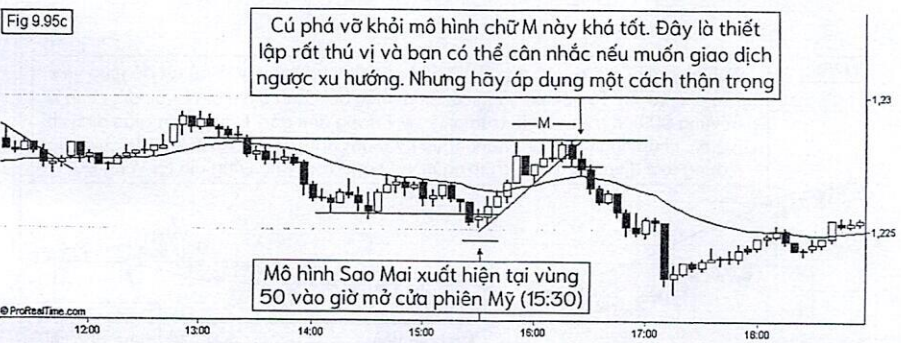 Fig 9.95c
Cú phá vỡ khỏi mô hình chữ M này khá tốt. Đây là thiết
lập rất thú vị và bạn có thể cân nhắc nếu muốn giao dịch
ngược xu hướng. Nhưng hãy áp dụng một cách thận trọng
1,23
M
1,225
Mô hình Sao Mai xuất hiện tại vùng
50 vào giờ mở cửa phiên Mỹ (15:30)
©ProRealTime.com
12:00 13:00 14:00 15:00 16:00 17:00 18:00